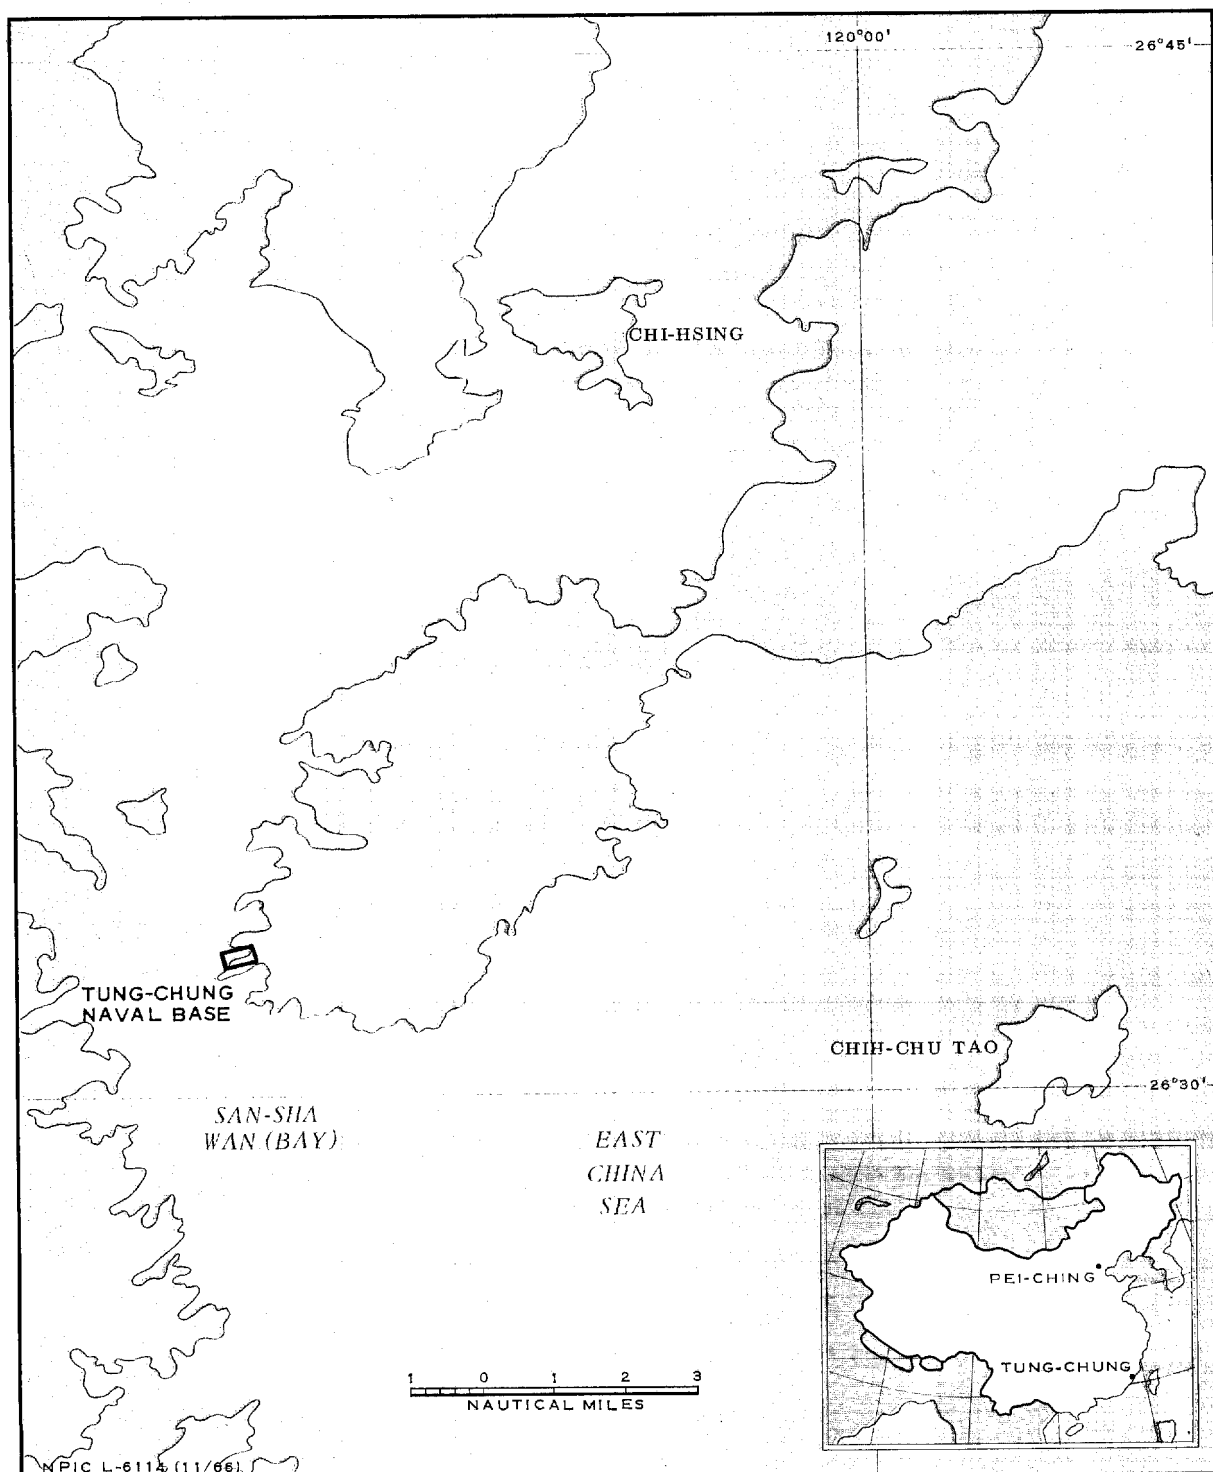 120°00'
26°45'
CHI-HSING
TUNG-CHUNG
NAVAL BASE
CHIH-CHU TAO
26°30'
SAN-SHA
WAN (BAY)
EAST
CHINA
SEA
PEI-CHING
TUNG-CHUNG
1 0 1 2 3
NAUTICAL MILES
NPIC L-6114 (11/66)